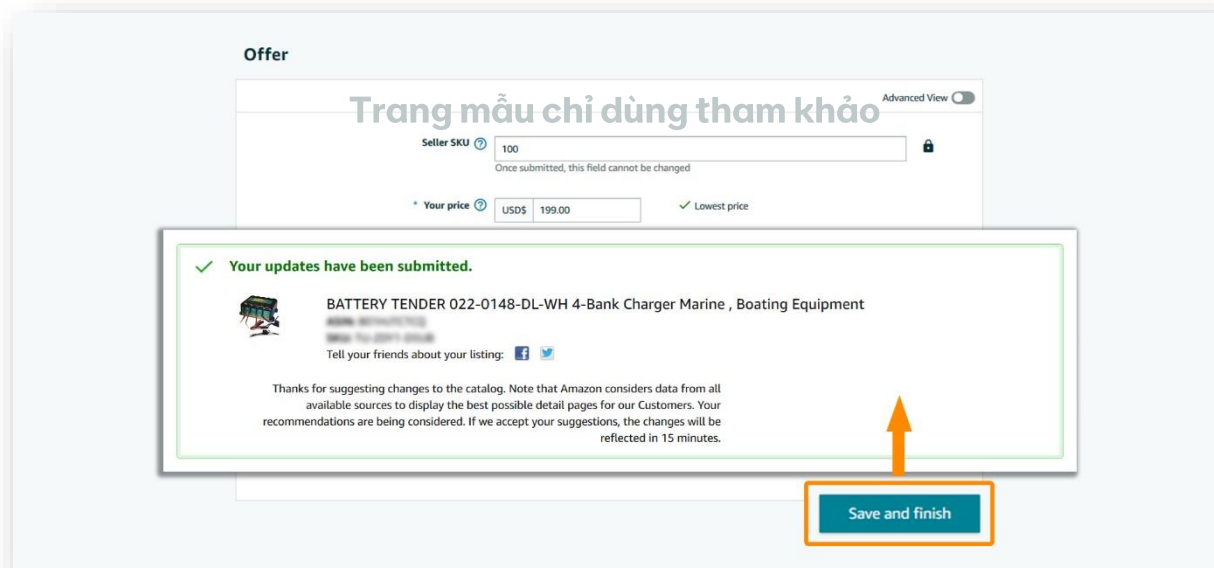 Offer
Advanced View
Trang mẫu chỉ dùng tham khảo
Seller SKU
100
Once submitted, this field cannot be changed
* Your price
USD$ 199.00
Lowest price
Your updates have been submitted.
BATTERY TENDER 022-0148-DL-WH 4-Bank Charger Marine , Boating Equipment
Tell your friends about your listing:
Thanks for suggesting changes to the catalog. Note that Amazon considers data from all
available sources to display the best possible detail pages for our Customers. Your
recommendations are being considered. If we accept your suggestions, the changes will be
reflected in 15 minutes.
Save and finish